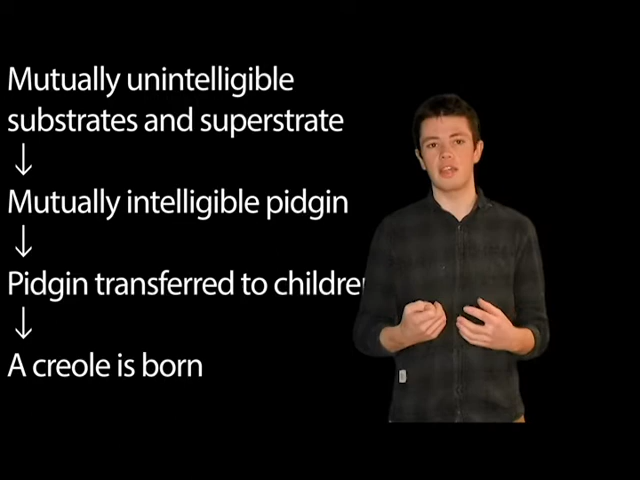 Mutually unintelligible
substrates and superstrate
↓
Mutually intelligible pidgin
↓
Pidgin transferred to childre
↓
A creole is born